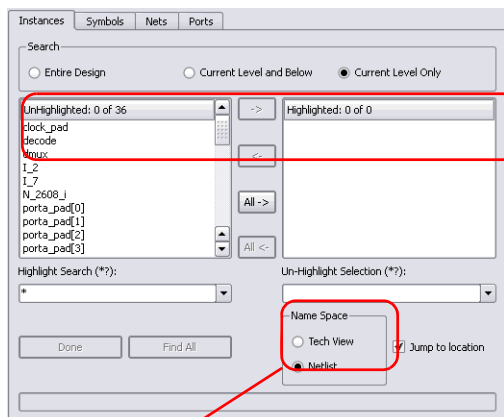 Instances Symbols Nets Ports
Search
Entire Design Current Level and Below Current Level Only
UnHighlighted: 0 of 36 -> Highlighted: 0 of 0
clock_pad
decode
dmux <-
I_2
I_7
N_2608_i All ->
porta_pad[0]
porta_pad[1]
porta_pad[2]
porta_pad[3] All <-
Highlight Search (*?): Un-Highlight Selection (*?):
*
Name Space
Done Find All Tech View Jump to location
Netlist